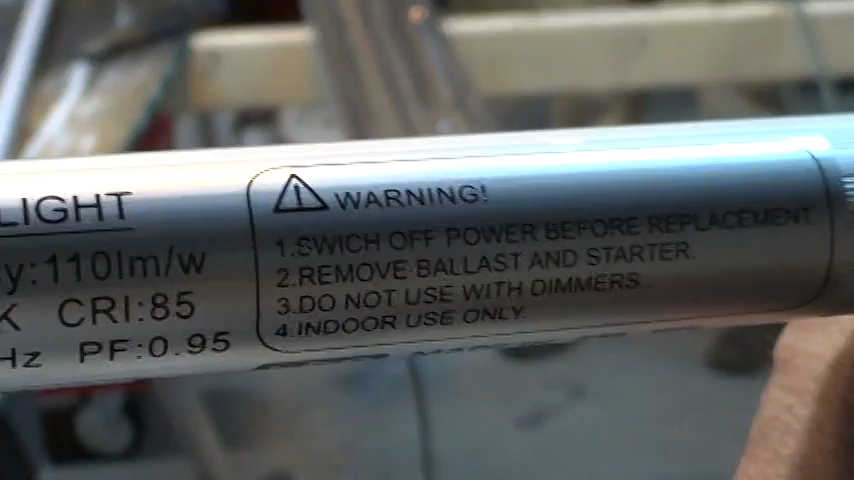 LIGHT
y:110lm/w
K CRI:85
Hz PF:0.95
WARNING!
1.SWICH OFF POWER BEFORE REPLACEMENT
2.REMOVE BALLAST AND STARTER.
3.DO NOT USE WITH DIMMERS.
4.INDOOR USE ONLY.